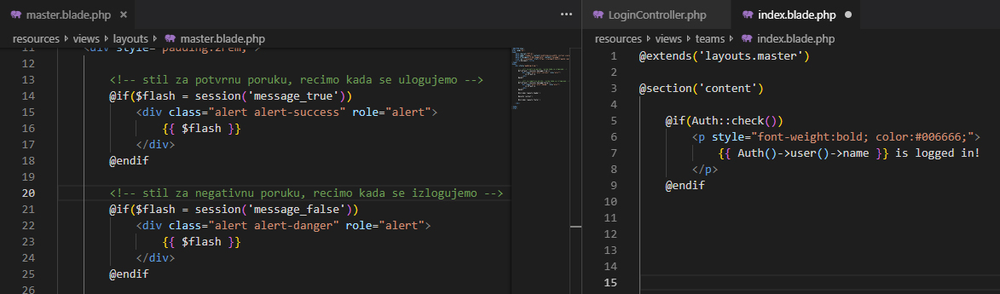 master.blade.php ×
resources > views > layouts > master.blade.php
11 <div style="padding:2rem;">
12
13 <!-- stil za potvrnu poruku, recimo kada se ulogujemo -->
14 @if($flash = session('message_true'))
15 <div class="alert alert-success" role="alert">
16 {{ $flash }}
17 </div>
18 @endif
19
20 <!-- stil za negativnu poruku, recimo kada se izlogujemo -->
21 @if($flash = session('message_false'))
22 <div class="alert alert-danger" role="alert">
23 {{ $flash }}
24 </div>
25 @endif
26
LoginController.php index.blade.php
resources > views > teams > index.blade.php
1 @extends('layouts.master')
2
3 @section('content')
4
5 @if(Auth::check())
6 <p style="font-weight:bold; color:#006666;">
7 {{ Auth()->user()->name }} is logged in!
8 </p>
9 @endif
10
11
12
13
14
15